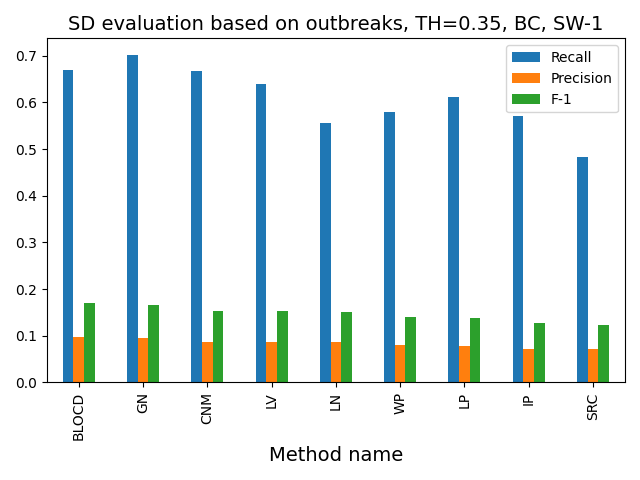 SD evaluation based on outbreaks, TH=0.35, BC, SW-1
Recall
Precision
F-1
0.7
0.6
0.5
0.4
0.3
0.2
0.1
0.0
BLOCD
GN
CNM
LV
LN
WP
LP
IP
SRC
Method name